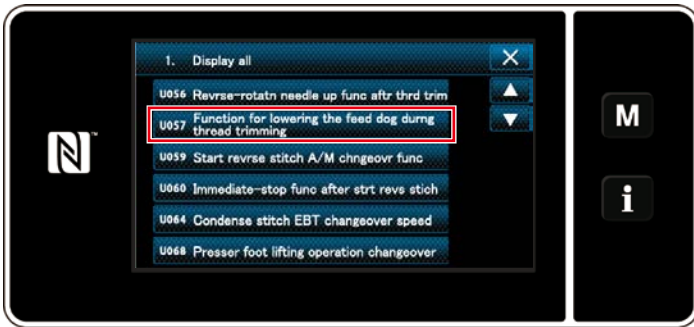 1. Display all
U056 Revrse-rotatn needle up func aftr thrd trim
U057 Function for lowering the feed dog durng
thread trimming
U059 Start revrse stitch A/M chngeovr func
U060 Immediate-stop func after strt revs stich
U064 Condense stitch EBT changeover speed
U068 Presser foot lifting operation changeover
M
i